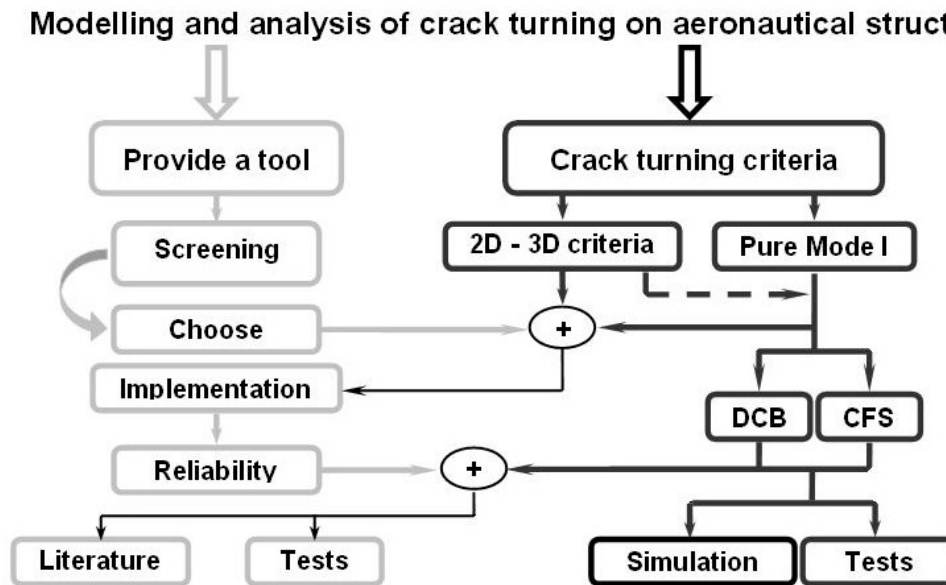 Modelling and analysis of crack turning on aeronautical struct
Provide a tool
Crack turning criteria
Screening
2D - 3D criteria
Pure Mode I
Choose
+
Implementation
DCB
CFS
Reliability
+
Literature
Tests
Simulation
Tests